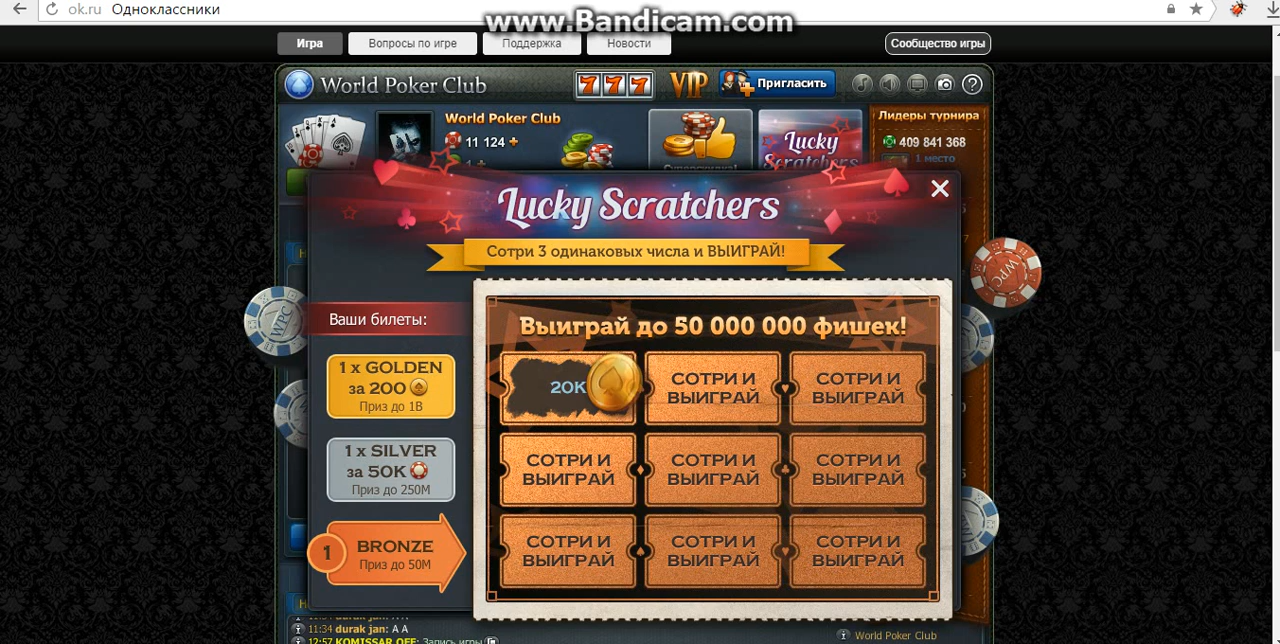 ok.ru Одноклассники
www.Bandicam.com
Игра
Вопросы по игре
Поддержка
Новости
Сообщество игры
World Poker Club
777
VIP
Пригласить
World Poker Club
11 124 +
Lucky
Scratchers
Лидеры турнира
409 841 368
1 место
Lucky Scratchers
Сотри 3 одинаковых числа и ВЫИГРАЙ!
WPC
WPC
Ваши билеты:
1 x GOLDEN
за 200
Приз до 1B
1 x SILVER
за 50K
Приз до 250M
1
BRONZE
Приз до 50M
Выиграй до 50 000 000 фишек!
20K
СОТРИ И
ВЫИГРАЙ
СОТРИ И
ВЫИГРАЙ
СОТРИ И
ВЫИГРАЙ
СОТРИ И
ВЫИГРАЙ
СОТРИ И
ВЫИГРАЙ
СОТРИ И
ВЫИГРАЙ
СОТРИ И
ВЫИГРАЙ
СОТРИ И
ВЫИГРАЙ
11:34 durak jan: A A
12:57 KOMISSAR OFF: Запись игры
World Poker Club